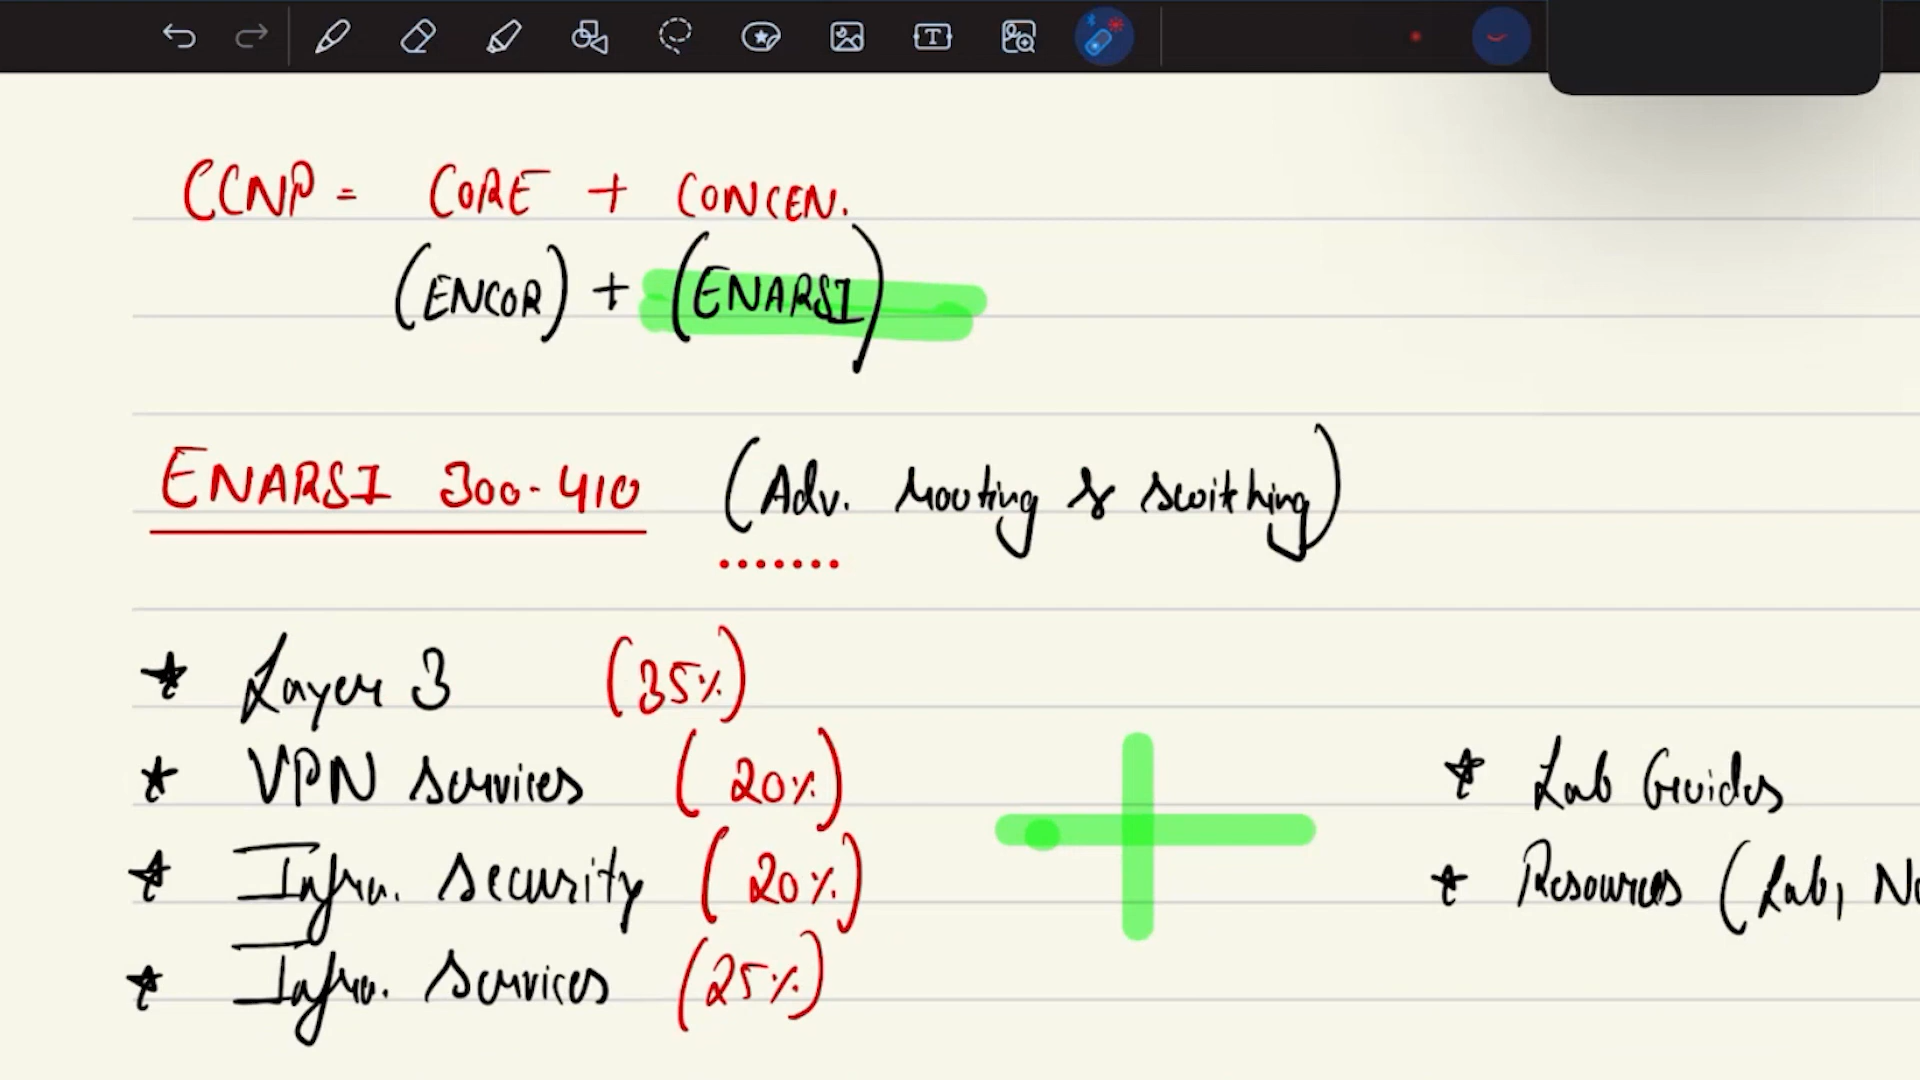 CCNP = CORE + CONCEN.
(ENCOR) + (ENARSI)
ENARSI 300-410 (Adv. Routing & switching)
★ Layer 3 (35%)
★ VPN services (20%)
★ Infra. security (20%)
★ Infra. services (25%)
★ Lab Guides
★ Resources (Lab, No